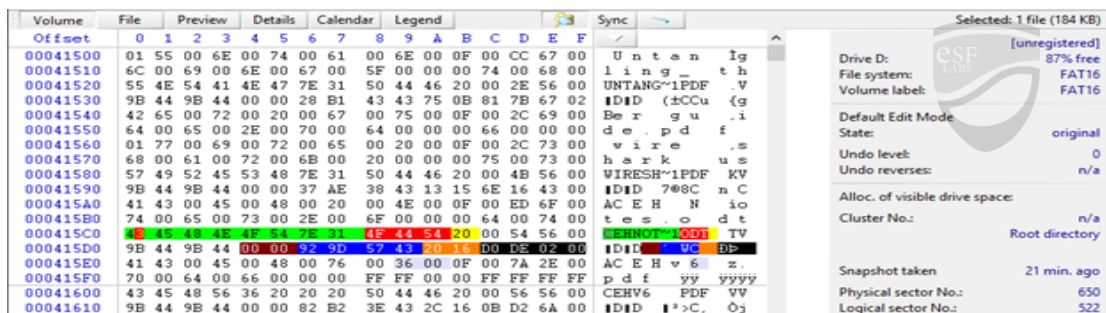 Volume File Preview Details Calendar Legend Sync Selected: 1 file (184 KB)
Offset 0 1 2 3 4 5 6 7 8 9 A B C D E F
00041500 01 55 00 6E 00 74 00 61 00 6E 00 0F 00 CC 67 00 U n t a n Ìg
00041510 6C 00 69 00 6E 00 67 00 5F 00 00 00 74 00 68 00 l i n g _ t h
00041520 55 4E 54 41 4E 47 7E 31 50 44 46 20 00 2E 56 00 UNTANG~1PDF .V
00041530 9B 44 9B 44 00 00 28 B1 43 43 75 0B 81 7B 67 02 ID|D (±CCu {g
00041540 42 65 00 72 00 20 00 67 00 75 00 0F 00 2C 69 00 Be r g u ,i
00041550 64 00 65 00 2E 00 70 00 64 00 00 00 66 00 00 00 d e . p d f
00041560 01 77 00 69 00 72 00 65 00 20 00 0F 00 2C 73 00 w i r e ,s
00041570 68 00 61 00 72 00 6B 00 20 00 00 00 75 00 73 00 h a r k u s
00041580 57 49 52 45 53 48 7E 31 50 44 46 20 00 4B 56 00 WIRESH~1PDF KV
00041590 9B 44 9B 44 00 00 37 AE 38 43 13 15 6E 16 43 00 ID|D 7®8C n C
000415A0 41 43 00 45 00 48 00 20 00 4E 00 0F 00 ED 6F 00 AC E H N ío
000415B0 74 00 65 00 73 00 2E 00 6F 00 00 00 64 00 74 00 t e s . o d t
000415C0 43 45 48 4E 4F 54 7E 31 4F 44 54 20 00 54 56 00 CEHNOT~1ODT TV
000415D0 9B 44 9B 44 00 00 92 9D 57 43 20 16 D0 DE 02 00 ID|D ´ WC ÐÞ
000415E0 41 43 00 45 00 48 00 76 00 36 00 0F 00 7A 2E 00 AC E H v 6 z.
000415F0 70 00 64 00 66 00 00 00 FF FF 00 00 FF FF FF FF p d f ÿÿ ÿÿÿÿ
00041600 43 45 48 56 36 20 20 20 50 44 46 20 00 56 56 00 CEHV6 PDF VV
00041610 9B 44 9B 44 00 00 82 B2 3E 43 2C 16 0B D2 6A 00 ID|D ‚²>C, Òj
[unregistered]
Drive D: 87% free
File system: FAT16
Volume label: FAT16
Default Edit Mode
State: original
Undo level: 0
Undo reverses: n/a
Alloc. of visible drive space:
Cluster No.: n/a
Root directory
Snapshot taken 21 min. ago
Physical sector No.: 650
Logical sector No.: 522
eSF
LABS